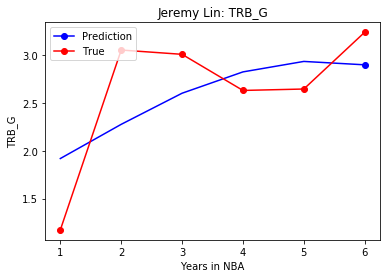 Jeremy Lin: TRB_G
Prediction
True
3.0
2.5
2.0
1.5
TRB_G
1 2 3 4 5 6
Years in NBA